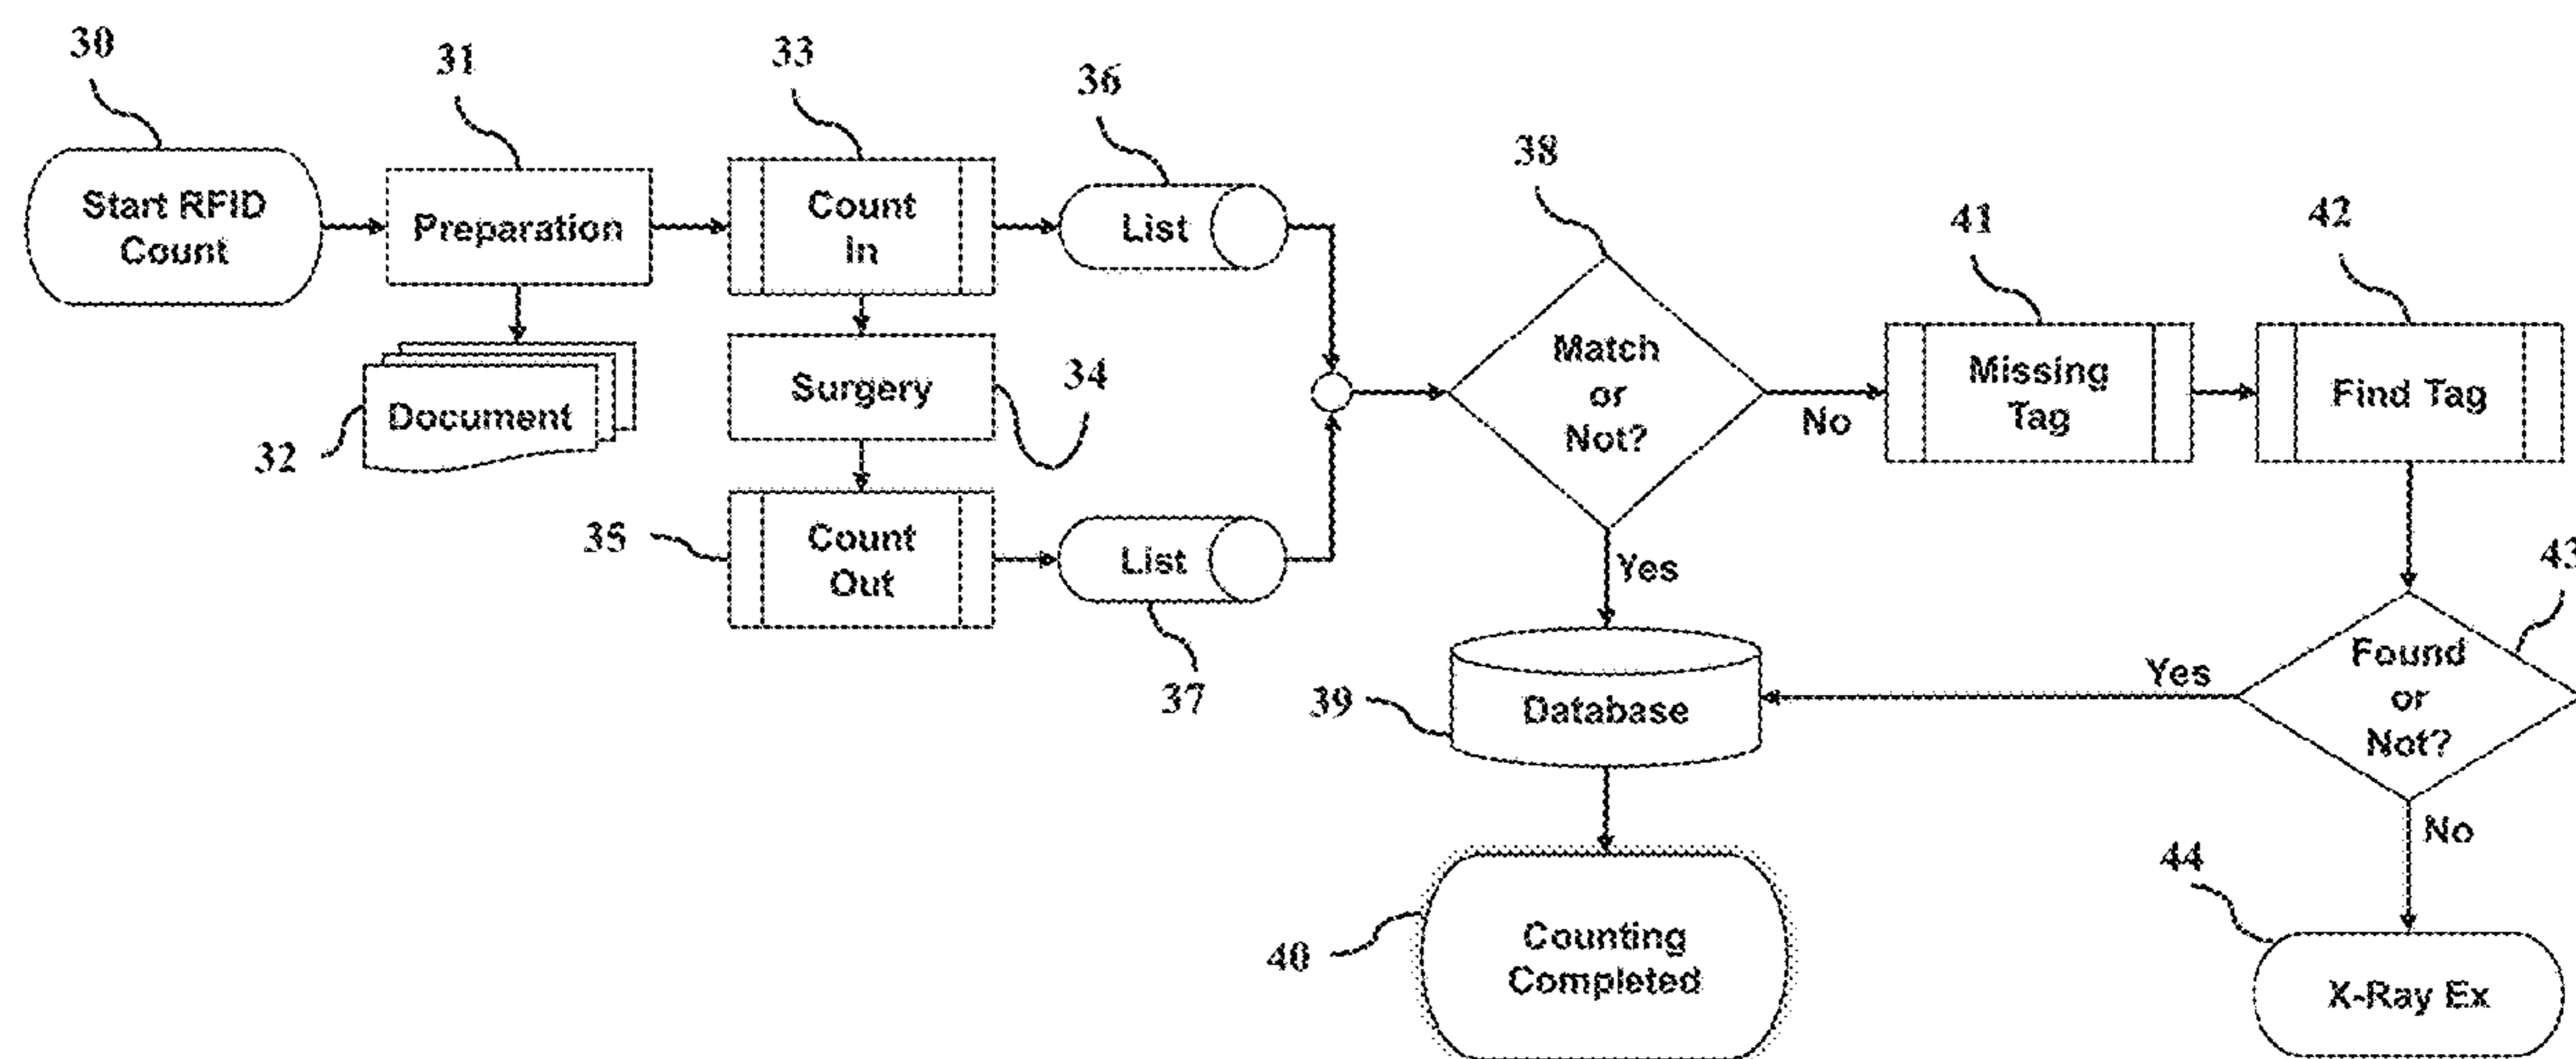 30
31
33
36
38
41
42
Start RFID
Count
Preparation
Count
In
List
Match
or
Not?
No
Missing
Tag
Find Tag
32
Document
Surgery
34
35
Count
Out
List
37
Yes
39
Database
Yes
Found
or
Not?
43
No
40
Counting
Completed
44
X-Ray Ex